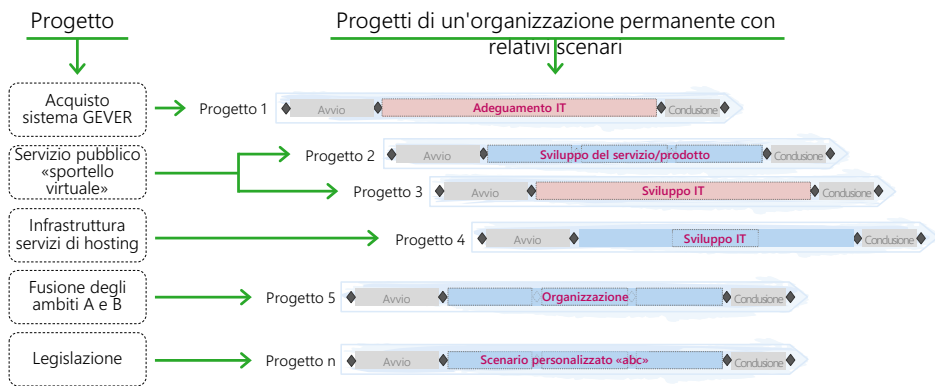 Progetto
Progetti di un'organizzazione permanente con
relativi scenari
Acquisto
sistema GEVER
Progetto 1
Avvio
Adeguamento IT
Conclusione
Servizio pubblico
«sportello
virtuale»
Progetto 2
Avvio
Sviluppo del servizio/prodotto
Conclusione
Progetto 3
Avvio
Sviluppo IT
Conclusione
Infrastruttura
servizi di hosting
Progetto 4
Avvio
Sviluppo IT
Conclusione
Fusione degli
ambiti A e B
Progetto 5
Avvio
Organizzazione
Conclusione
Legislazione
Progetto n
Avvio
Scenario personalizzato «abc»
Conclusione